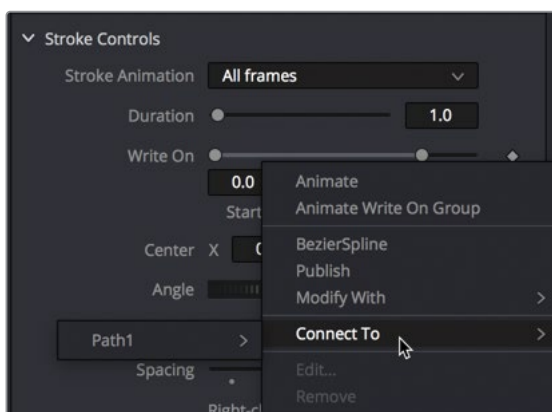 Stroke Controls
Stroke Animation All frames
Duration 1.0
Write On
0.0 Animate
Start Animate Write On Group
Center X BezierSpline
Publish
Angle Modify With
Path1 Connect To
Spacing Edit...
Remove